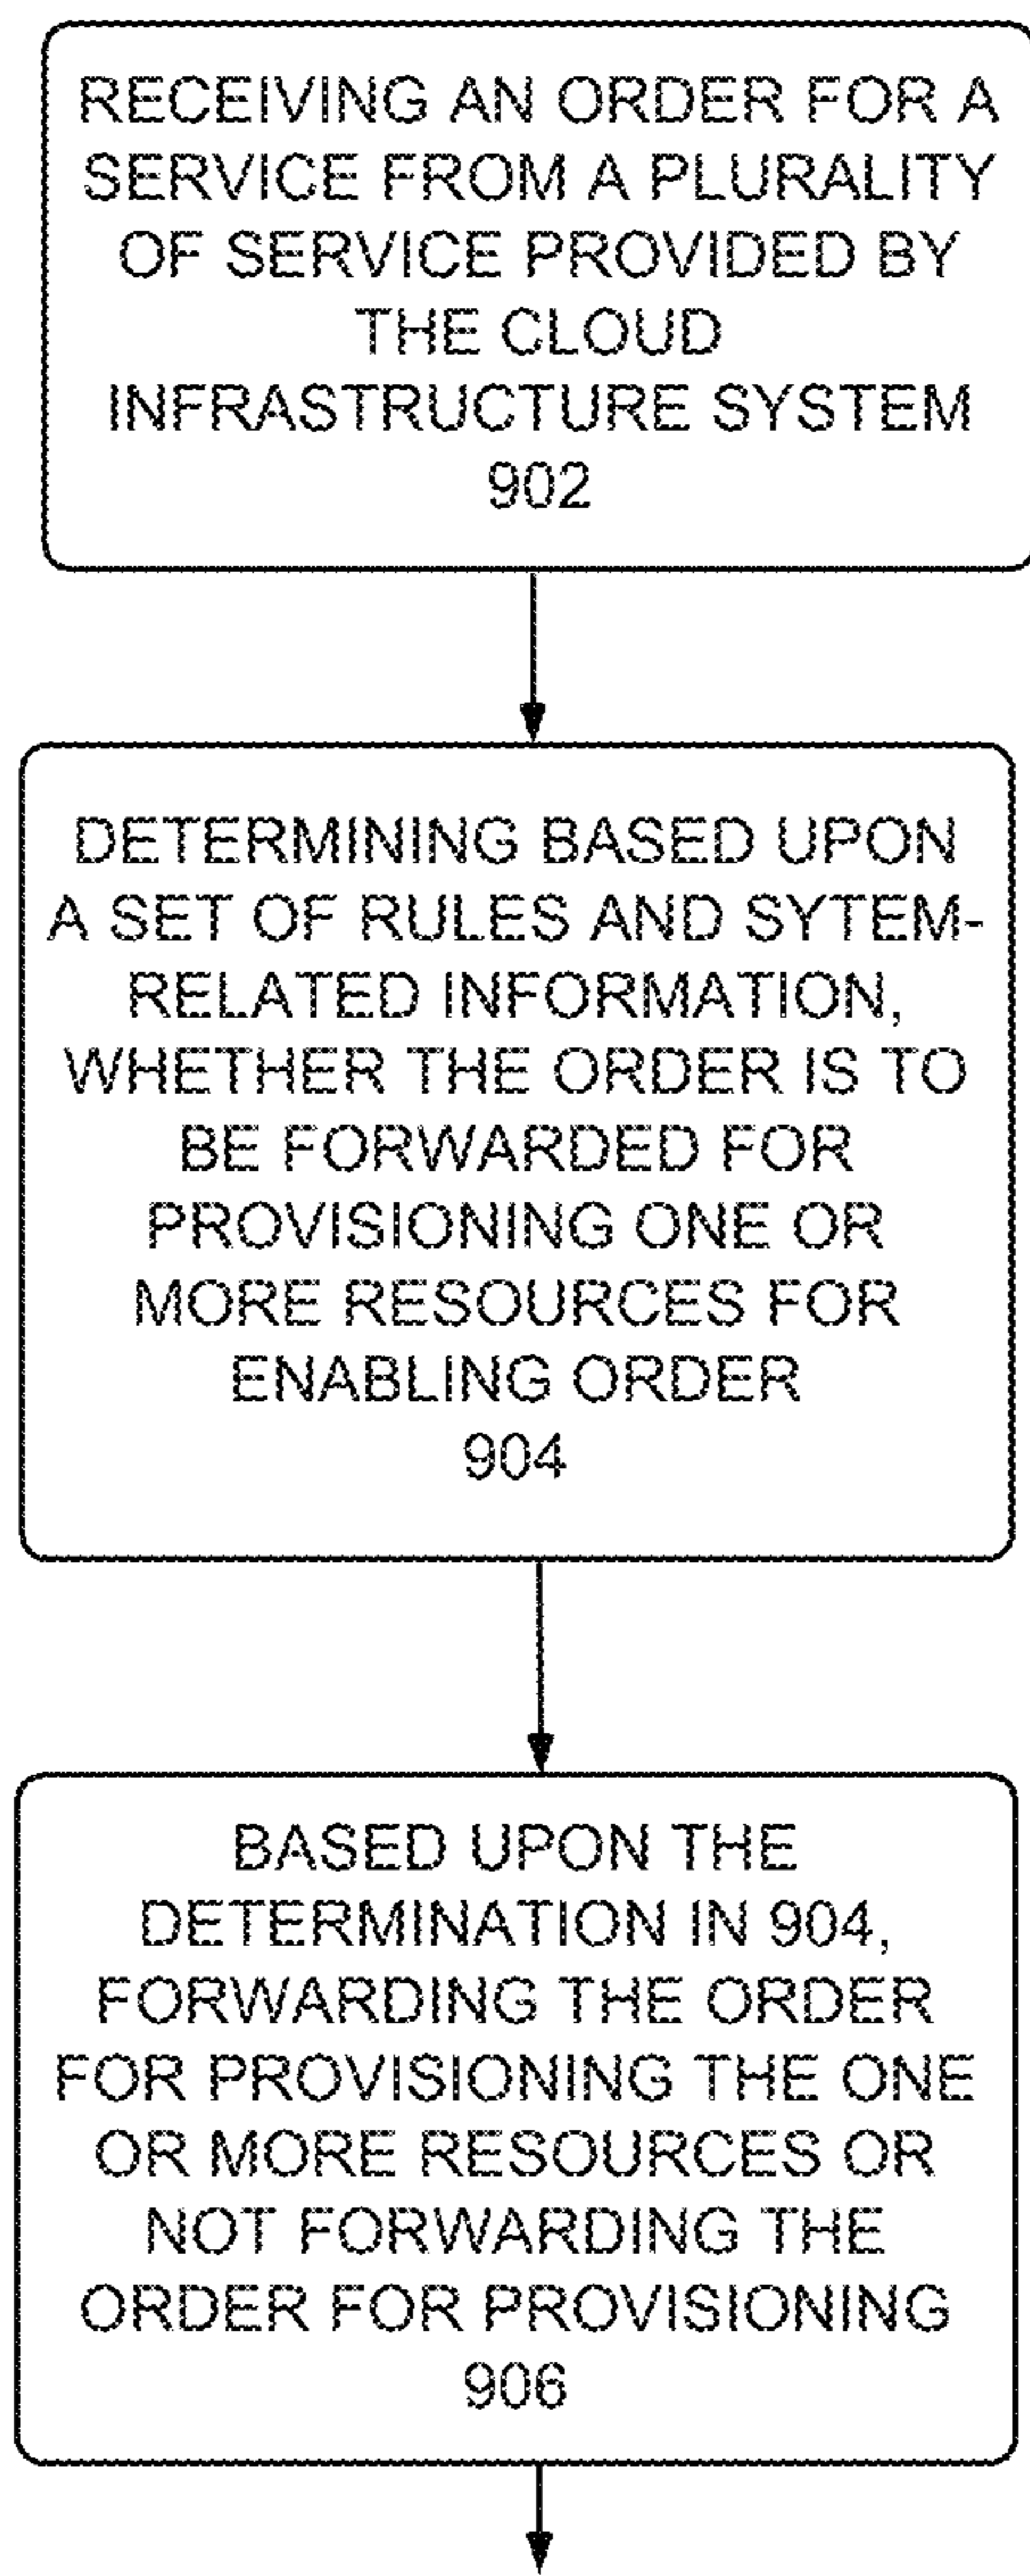 RECEIVING AN ORDER FOR A
SERVICE FROM A PLURALITY
OF SERVICE PROVIDED BY
THE CLOUD
INFRASTRUCTURE SYSTEM
902
DETERMINING BASED UPON
A SET OF RULES AND SYTEM-
RELATED INFORMATION,
WHETHER THE ORDER IS TO
BE FORWARDED FOR
PROVISIONING ONE OR
MORE RESOURCES FOR
ENABLING ORDER
904
BASED UPON THE
DETERMINATION IN 904,
FORWARDING THE ORDER
FOR PROVISIONING THE ONE
OR MORE RESOURCES OR
NOT FORWARDING THE
ORDER FOR PROVISIONING
906